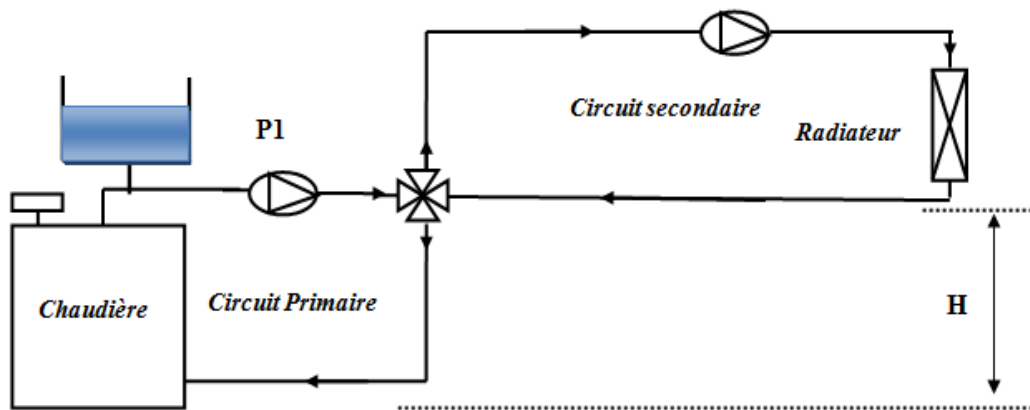 P1
Circuit secondaire
Radiateur
Chaudière
Circuit Primaire
H